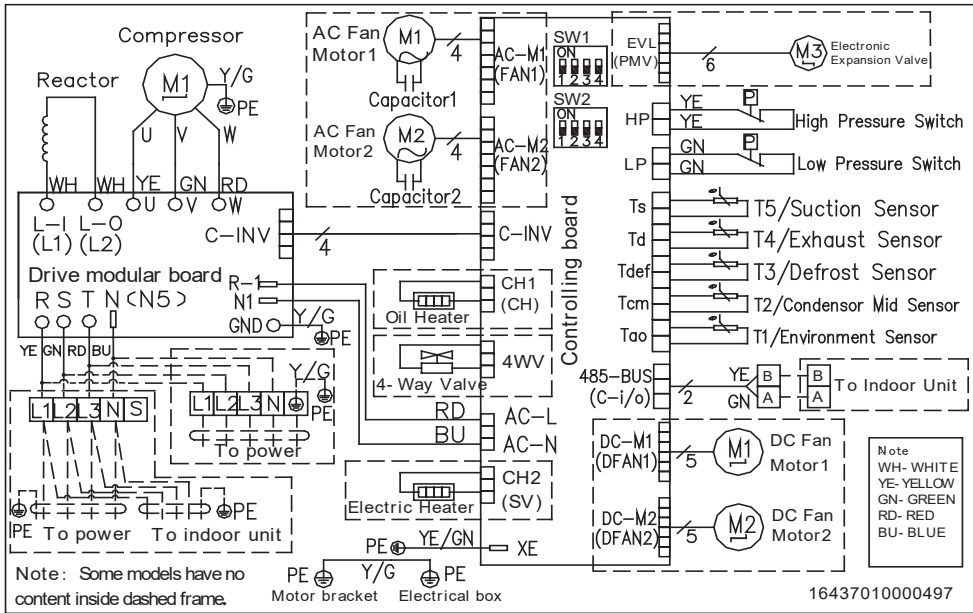 Compressor
M1
Y/G
PE
Reactor
U V W
WH WH YE GN RD
L-I L-O U V W
(L1) (L2)
C-INV
4
Drive modular board
R S T N (N5)
R-1
N1
GND
Y/G
PE
YE GN RD BU
L1 L2 L3 N S
PE
To power
To indoor unit
PE
L1 L2 L3 N
Y/G
PE
To power
Note: Some models have no
content inside dashed frame.
AC Fan
Motor1
M1
4
Capacitor1
AC-M1
(FAN1)
AC Fan
Motor2
M2
4
Capacitor2
AC-M2
(FAN2)
C-INV
CH1
(CH)
Oil Heater
4WV
4- Way Valve
RD
AC-L
BU
AC-N
CH2
(SV)
Electric Heater
PE
YE/GN
XE
PE
Y/G
PE
Motor bracket
Electrical box
SW1
ON
1 2 3 4
SW2
ON
1 2 3 4
Controlling board
EVL
(PMV)
6
M3
Electronic
Expansion Valve
HP
YE
YE
P
High Pressure Switch
LP
GN
GN
P
Low Pressure Switch
Ts
T5/Suction Sensor
Td
T4/Exhaust Sensor
Tdef
T3/Defrost Sensor
Tcm
T2/Condensor Mid Sensor
Tao
T1/Environment Sensor
485-BUS
(C-i/o)
2
YE
GN
B
A
B
A
To Indoor Unit
DC-M1
(DFAN1)
5
M1
DC Fan
Motor1
DC-M2
(DFAN2)
5
M2
DC Fan
Motor2
Note
WH- WHITE
YE-YELLOW
GN- GREEN
RD- RED
BU- BLUE
16437010000497